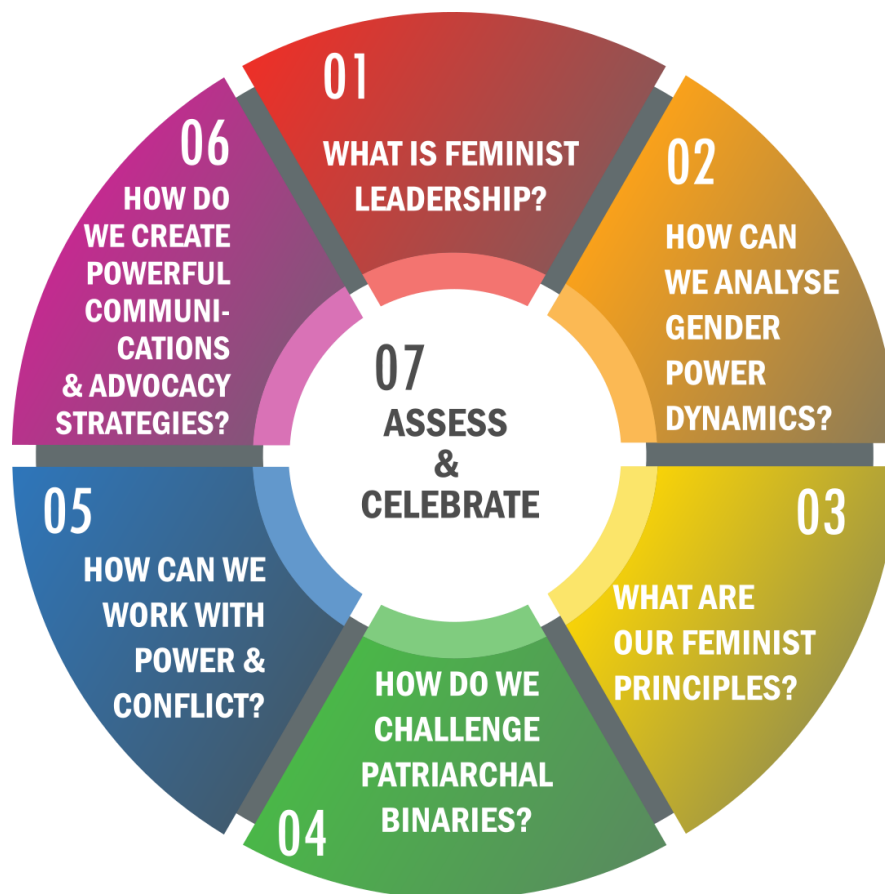 01
WHAT IS FEMINIST
LEADERSHIP?
02
HOW CAN
WE ANALYSE
GENDER
POWER
DYNAMICS?
03
WHAT ARE
OUR FEMINIST
PRINCIPLES?
04
HOW DO WE
CHALLENGE
PATRIARCHAL
BINARIES?
05
HOW CAN WE
WORK WITH
POWER &
CONFLICT?
06
HOW DO
WE CREATE
POWERFUL
COMMUNI-
CATIONS
& ADVOCACY
STRATEGIES?
07
ASSESS
&
CELEBRATE